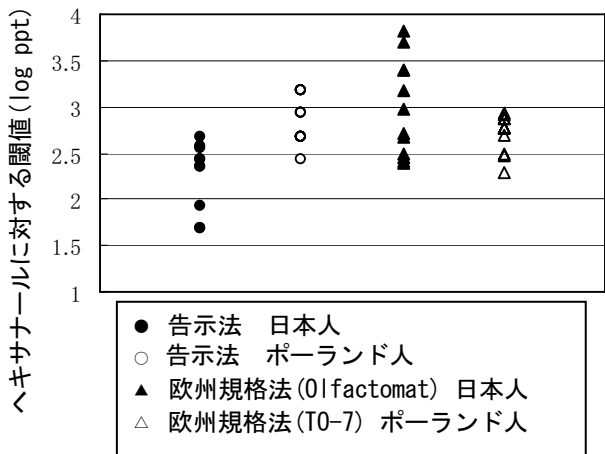 ヘキサナールに対する閾値(log ppt)
4
3.5
3
2.5
2
1.5
1
● 告示法　日本人
○ 告示法　ポーランド人
▲ 欧州規格法(Olfactomat) 日本人
△ 欧州規格法(TO-7) ポーランド人